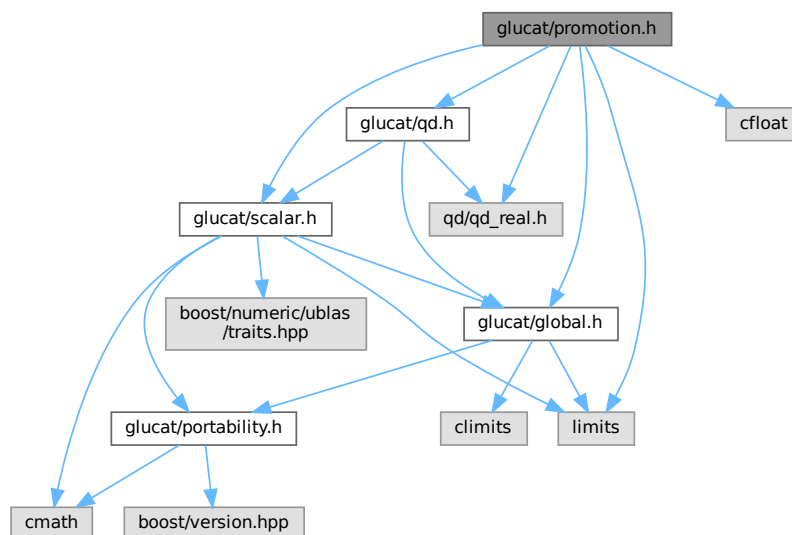 glucat/promotion.h
glucat/qd.h
cfloat
glucat/scalar.h
qd/qd_real.h
boost/numeric/ublas
/traits.hpp
glucat/global.h
glucat/portability.h
climits
limits
cmath
boost/version.hpp